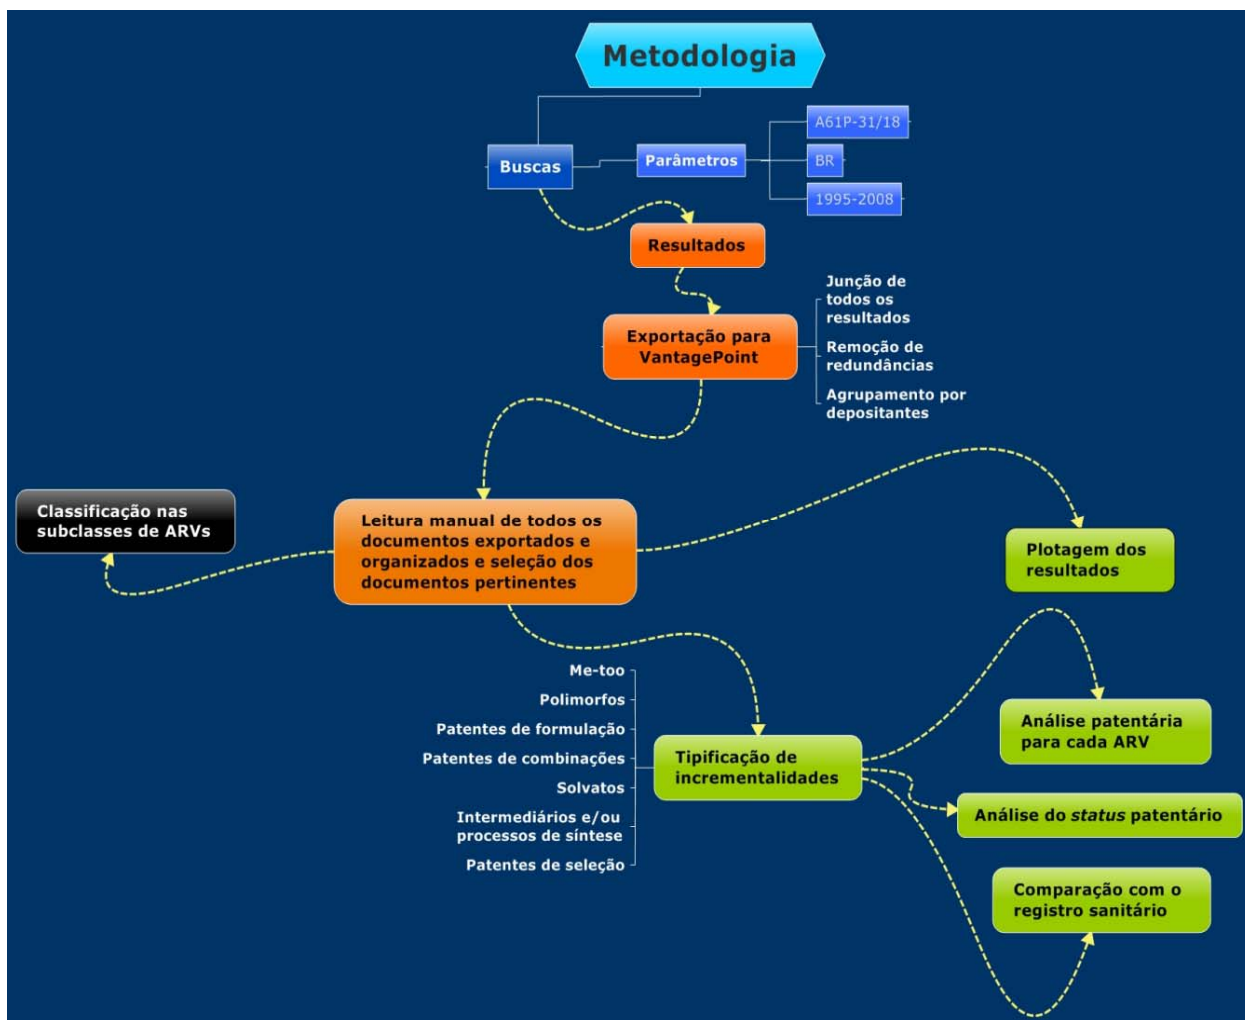 Metodologia
Buscas
Parâmetros
A61P-31/18
BR
1995-2008
Resultados
Exportação para
VantagePoint
Junção de
todos os
resultados
Remoção de
redundâncias
Agrupamento por
depositantes
Classificação nas
subclasses de ARVs
Leitura manual de todos os
documentos exportados e
organizados e seleção dos
documentos pertinentes
Plotagem dos
resultados
Me-too
Polimorfos
Patentes de formulação
Patentes de combinações
Solvatos
Intermediários e/ou
processos de síntese
Patentes de seleção
Tipificação de
incrementalidades
Análise patentária
para cada ARV
Análise do status patentário
Comparação com o
registro sanitário